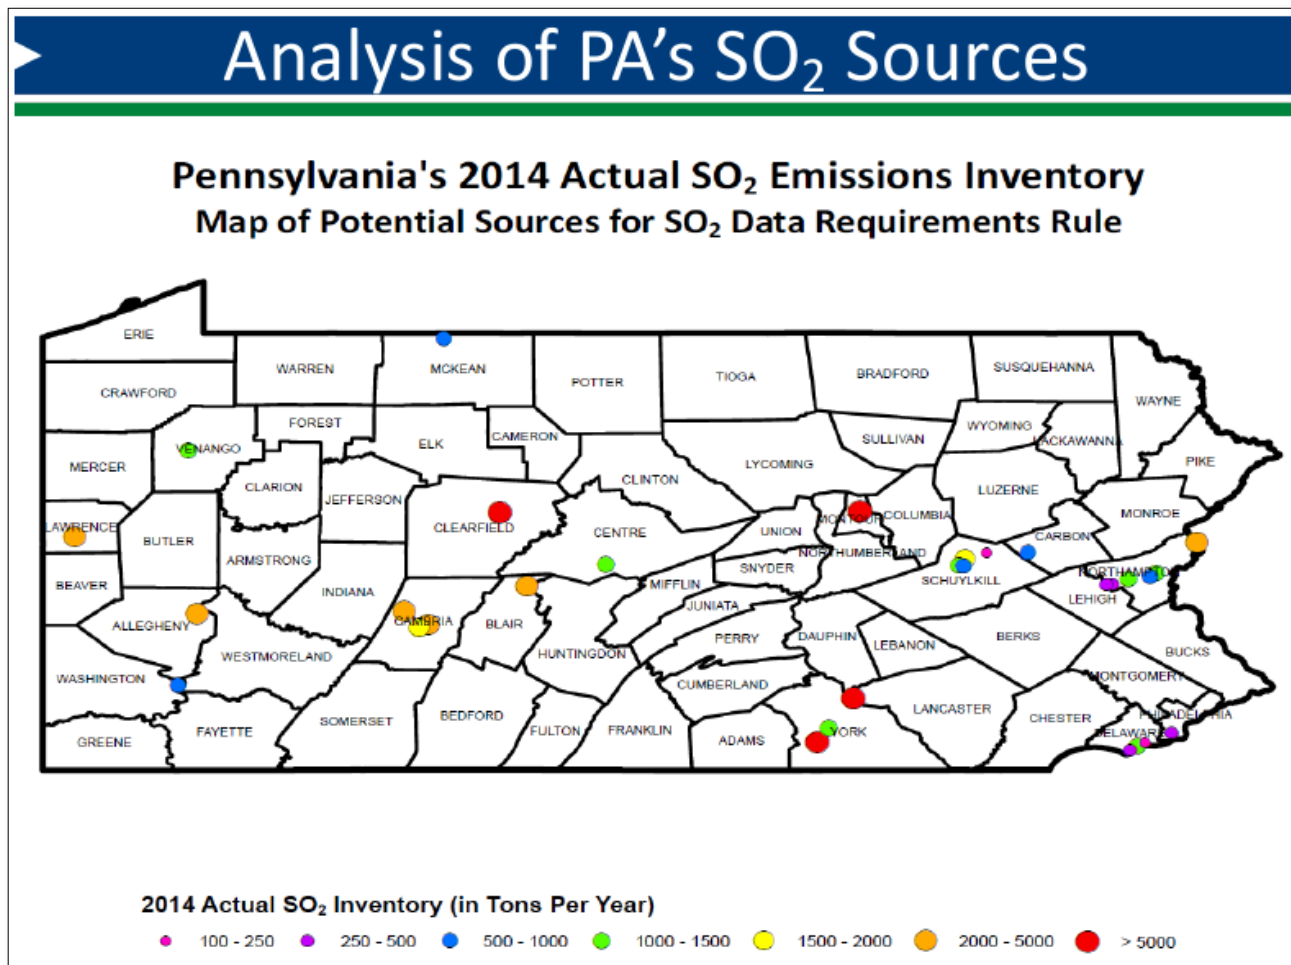 Analysis of PA's SO₂ Sources
Pennsylvania's 2014 Actual SO₂ Emissions Inventory
Map of Potential Sources for SO₂ Data Requirements Rule
ERIE
WARREN
MCKEAN
POTTER
TIOGA
BRADFORD
SUSQUEHANNA
CRAWFORD
WAYNE
FOREST
VENANGO
ELK
CAMERON
SULLIVAN
WYOMING
LACKAWANNA
MERCER
CLARION
JEFFERSON
CLINTON
LYCOMING
LUZERNE
PIKE
LAWRENCE
BUTLER
CLEARFIELD
CENTRE
UNION
MONTOUR
COLUMBIA
MONROE
CARBON
ARMSTRONG
SNYDER
NORTHUMBERLAND
BEAVER
INDIANA
MIFFLIN
SCHUYLKILL
NORTHAMPTON
ALLEGHENY
CAMBRIA
BLAIR
JUNIATA
LEHIGH
WESTMORELAND
HUNTINGDON
PERRY
DAUPHIN
LEBANON
BERKS
BUCKS
WASHINGTON
CUMBERLAND
MONTGOMERY
SOMERSET
BEDFORD
LANCASTER
CHESTER
PHILADELPHIA
GREENE
FAYETTE
FULTON
FRANKLIN
ADAMS
YORK
DELAWARE
2014 Actual SO₂ Inventory (in Tons Per Year)
100 - 250 250 - 500 500 - 1000 1000 - 1500 1500 - 2000 2000 - 5000 > 5000